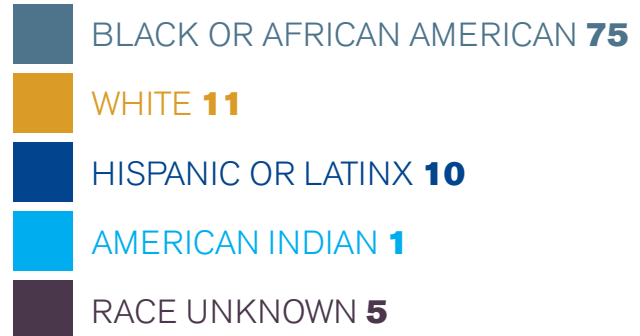 BLACK OR AFRICAN AMERICAN 75
WHITE 11
HISPANIC OR LATINX 10
AMERICAN INDIAN 1
RACE UNKNOWN 5